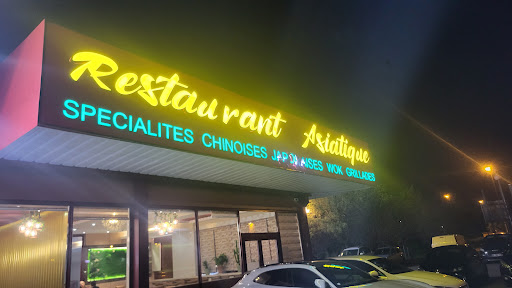 Restaurant Asiatique
SPECIALITES CHINOISES JAPONAISES WOK GRILLADES